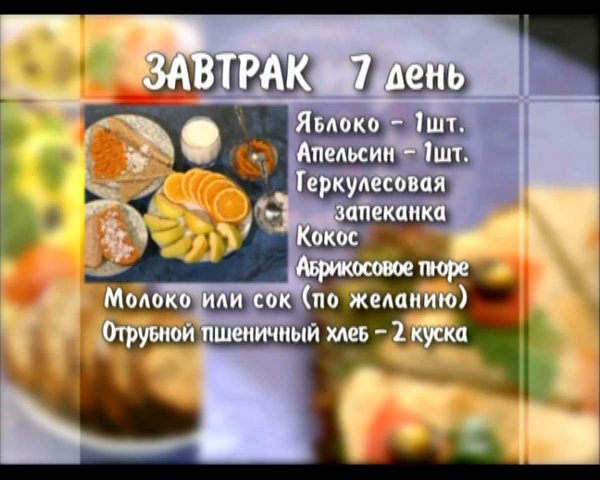 ЗАВТРАК 7 день
Яблоко – 1шт.
Апельсин – 1шт.
Геркулесовая
запеканка
Кокос
Абрикосовое пюре
Молоко или сок (по желанию)
Отрубной пшеничный хлеб – 2 куска